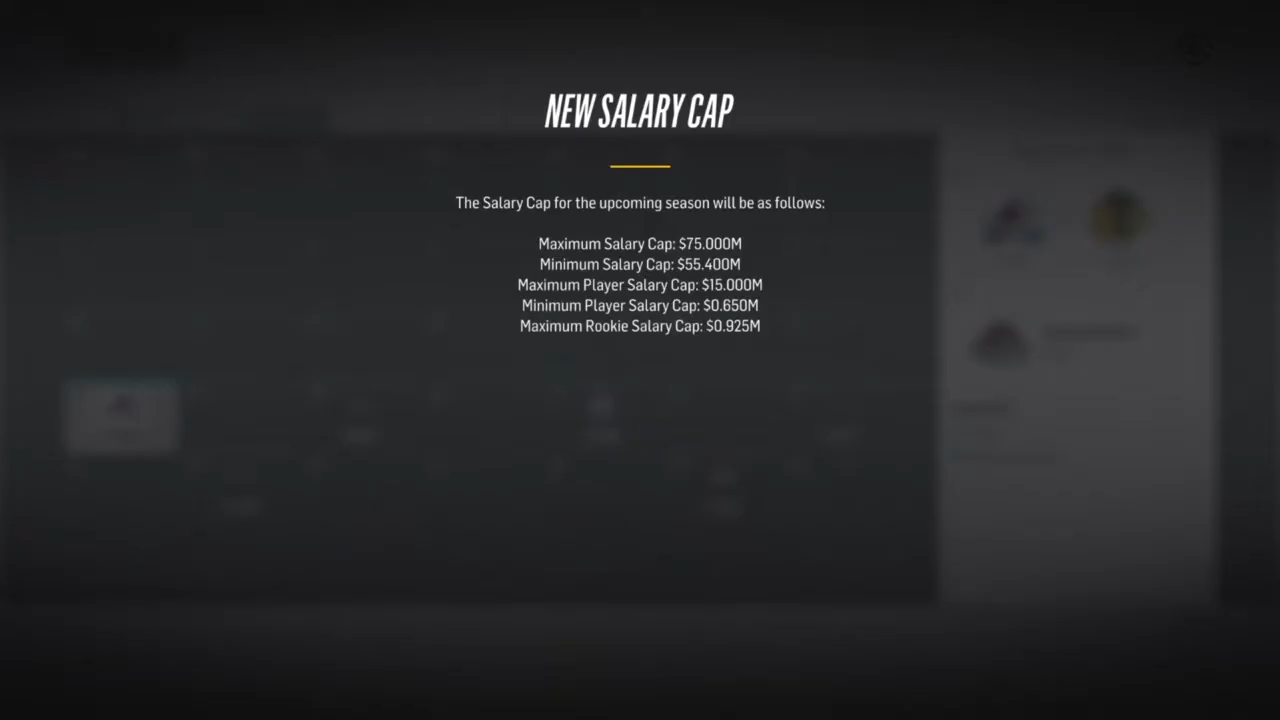 NEW SALARY CAP
The Salary Cap for the upcoming season will be as follows:
Maximum Salary Cap: $75.000M
Minimum Salary Cap: $55.400M
Maximum Player Salary Cap: $15.000M
Minimum Player Salary Cap: $0.650M
Maximum Rookie Salary Cap: $0.925M